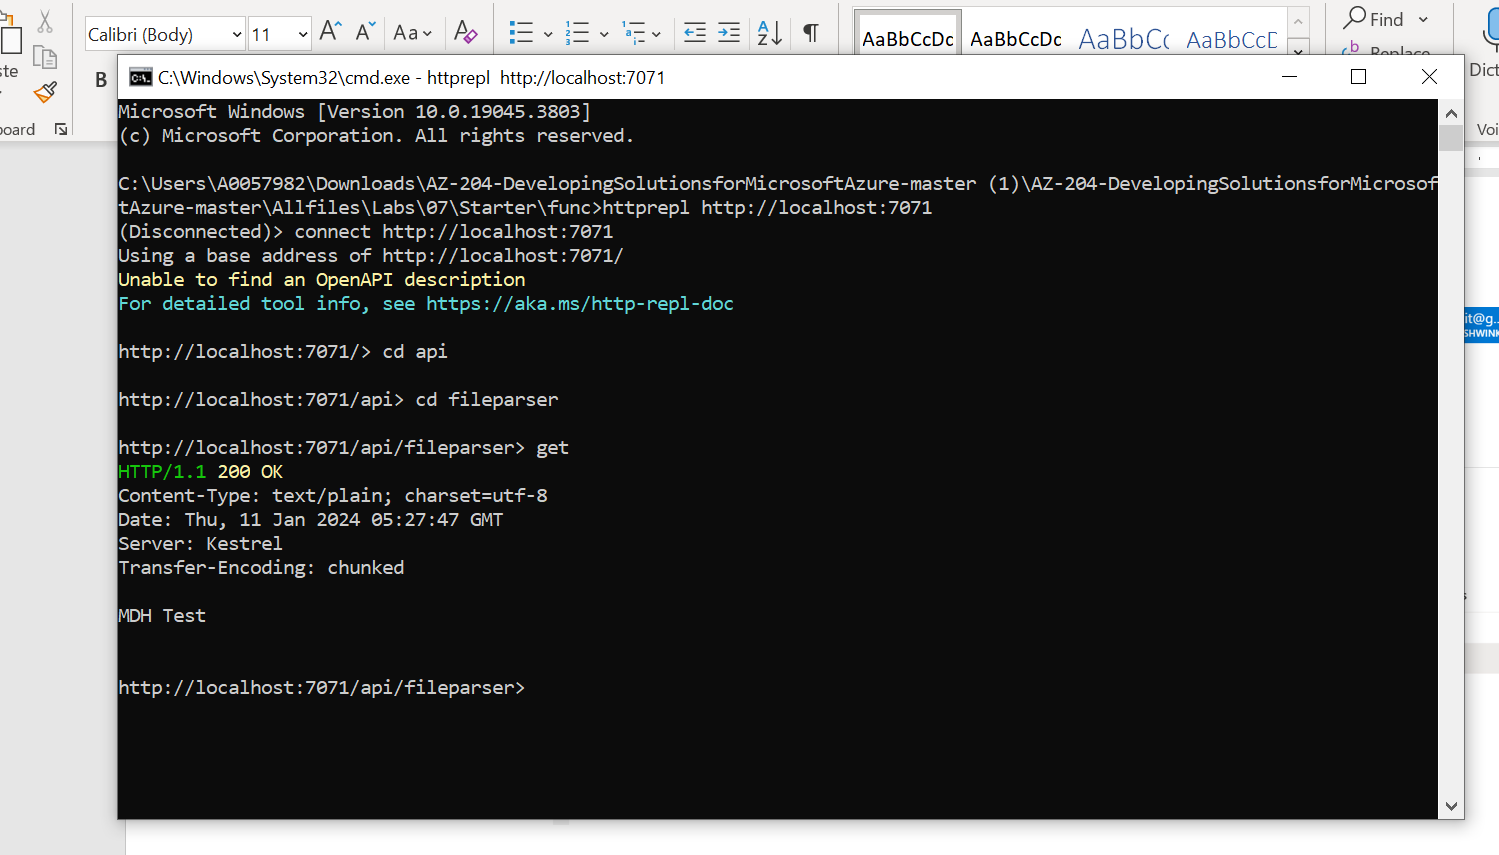 Calibri (Body) 11 Aa
AaBbCcDc AaBbCcDc AaBbCc AaBbCcD
Find
Replace
B
C:\Windows\System32\cmd.exe - httprepl  http://localhost:7071
Microsoft Windows [Version 10.0.19045.3803]
(c) Microsoft Corporation. All rights reserved.
C:\Users\A0057982\Downloads\AZ-204-DevelopingSolutionsforMicrosoftAzure-master (1)\AZ-204-DevelopingSolutionsforMicrosof
tAzure-master\Allfiles\Labs\07\Starter\func>httprepl http://localhost:7071
(Disconnected)> connect http://localhost:7071
Using a base address of http://localhost:7071/
Unable to find an OpenAPI description
For detailed tool info, see https://aka.ms/http-repl-doc
http://localhost:7071/> cd api
http://localhost:7071/api> cd fileparser
http://localhost:7071/api/fileparser> get
HTTP/1.1 200 OK
Content-Type: text/plain; charset=utf-8
Date: Thu, 11 Jan 2024 05:27:47 GMT
Server: Kestrel
Transfer-Encoding: chunked
MDH Test
http://localhost:7071/api/fileparser>